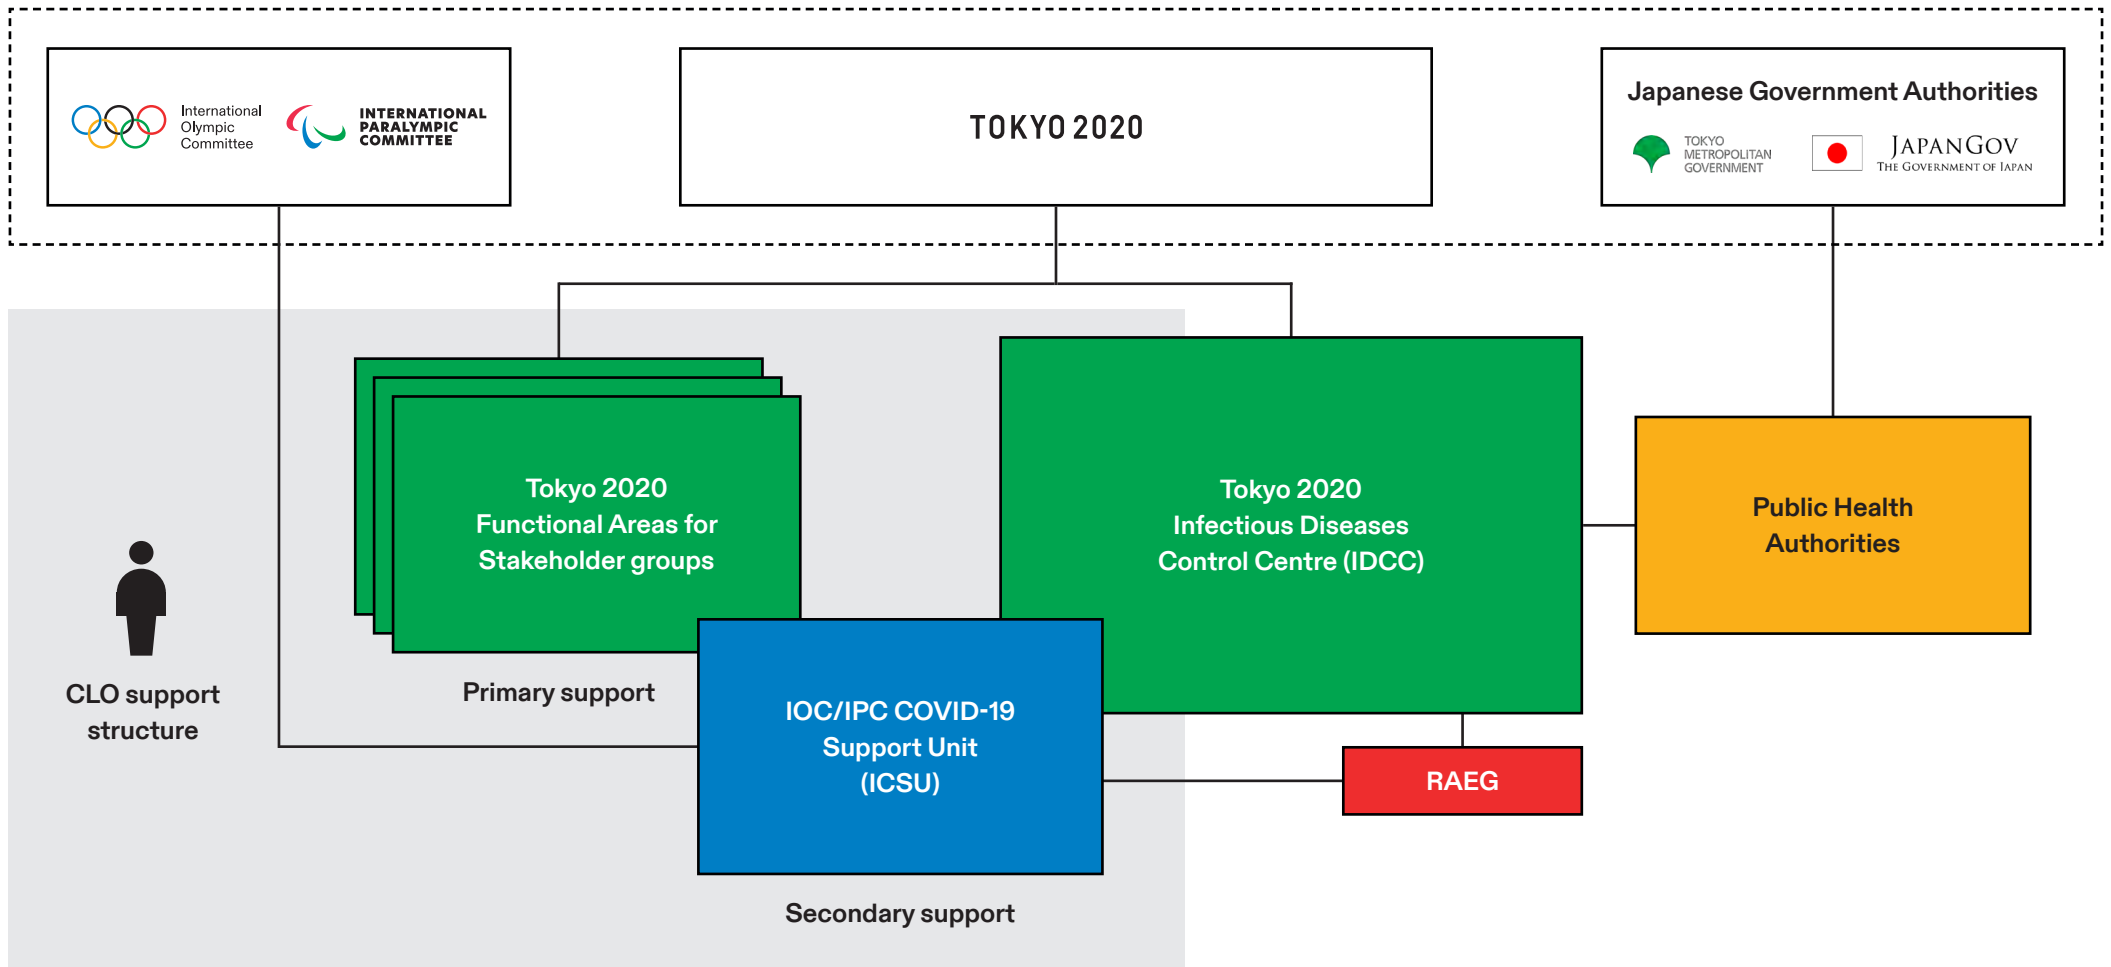 International
Olympic
Committee
INTERNATIONAL
PARALYMPIC
COMMITTEE
TOKYO 2020
Japanese Government Authorities
TOKYO
METROPOLITAN
GOVERNMENT
JAPANGOV
THE GOVERNMENT OF JAPAN
Tokyo 2020
Functional Areas for
Stakeholder groups
Tokyo 2020
Infectious Diseases
Control Centre (IDCC)
Public Health
Authorities
CLO support
structure
Primary support
IOC/IPC COVID-19
Support Unit
(ICSU)
RAEG
Secondary support